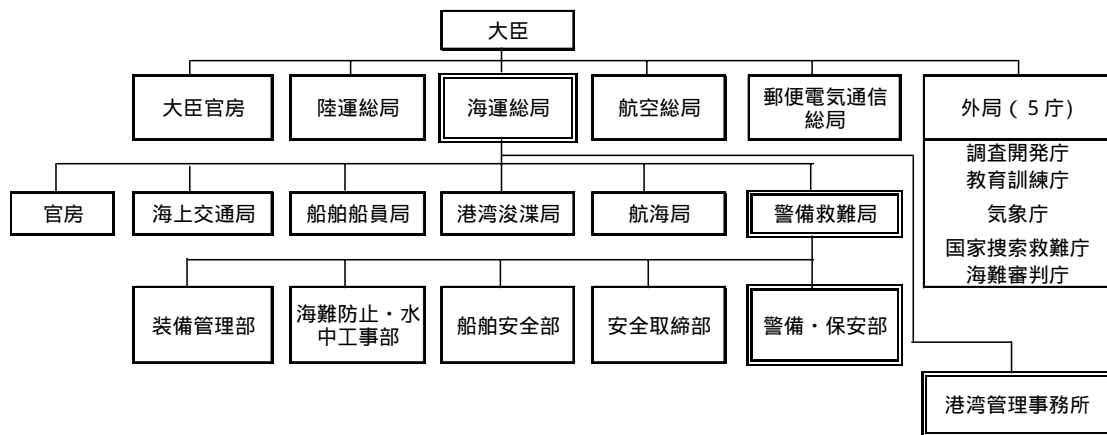 大臣
大臣官房
陸運総局
海運総局
航空総局
郵便電気通信
総局
外局 ( 5庁)
調査開発庁
教育訓練庁
気象庁
国家捜索救難庁
海難審判庁
官房
海上交通局
船舶船員局
港湾浚渫局
航海局
警備救難局
装備管理部
海難防止・水
中工事部
船舶安全部
安全取締部
警備・保安部
港湾管理事務所